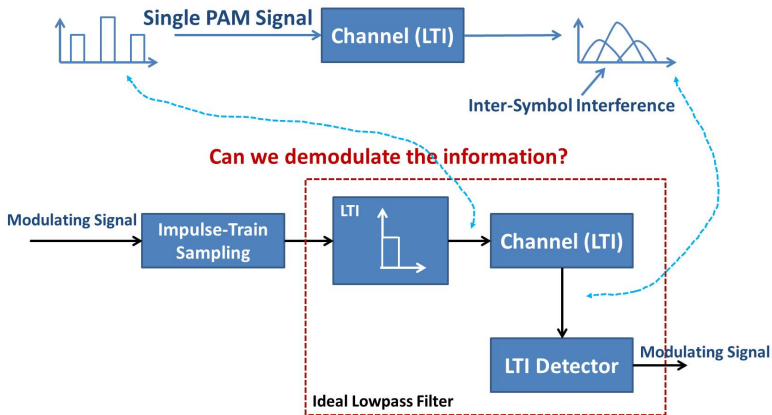 Single PAM Signal
Channel (LTI)
Inter-Symbol Interference
Can we demodulate the information?
Modulating Signal
Impulse-Train
Sampling
LTI
Channel (LTI)
LTI Detector
Modulating Signal
Ideal Lowpass Filter